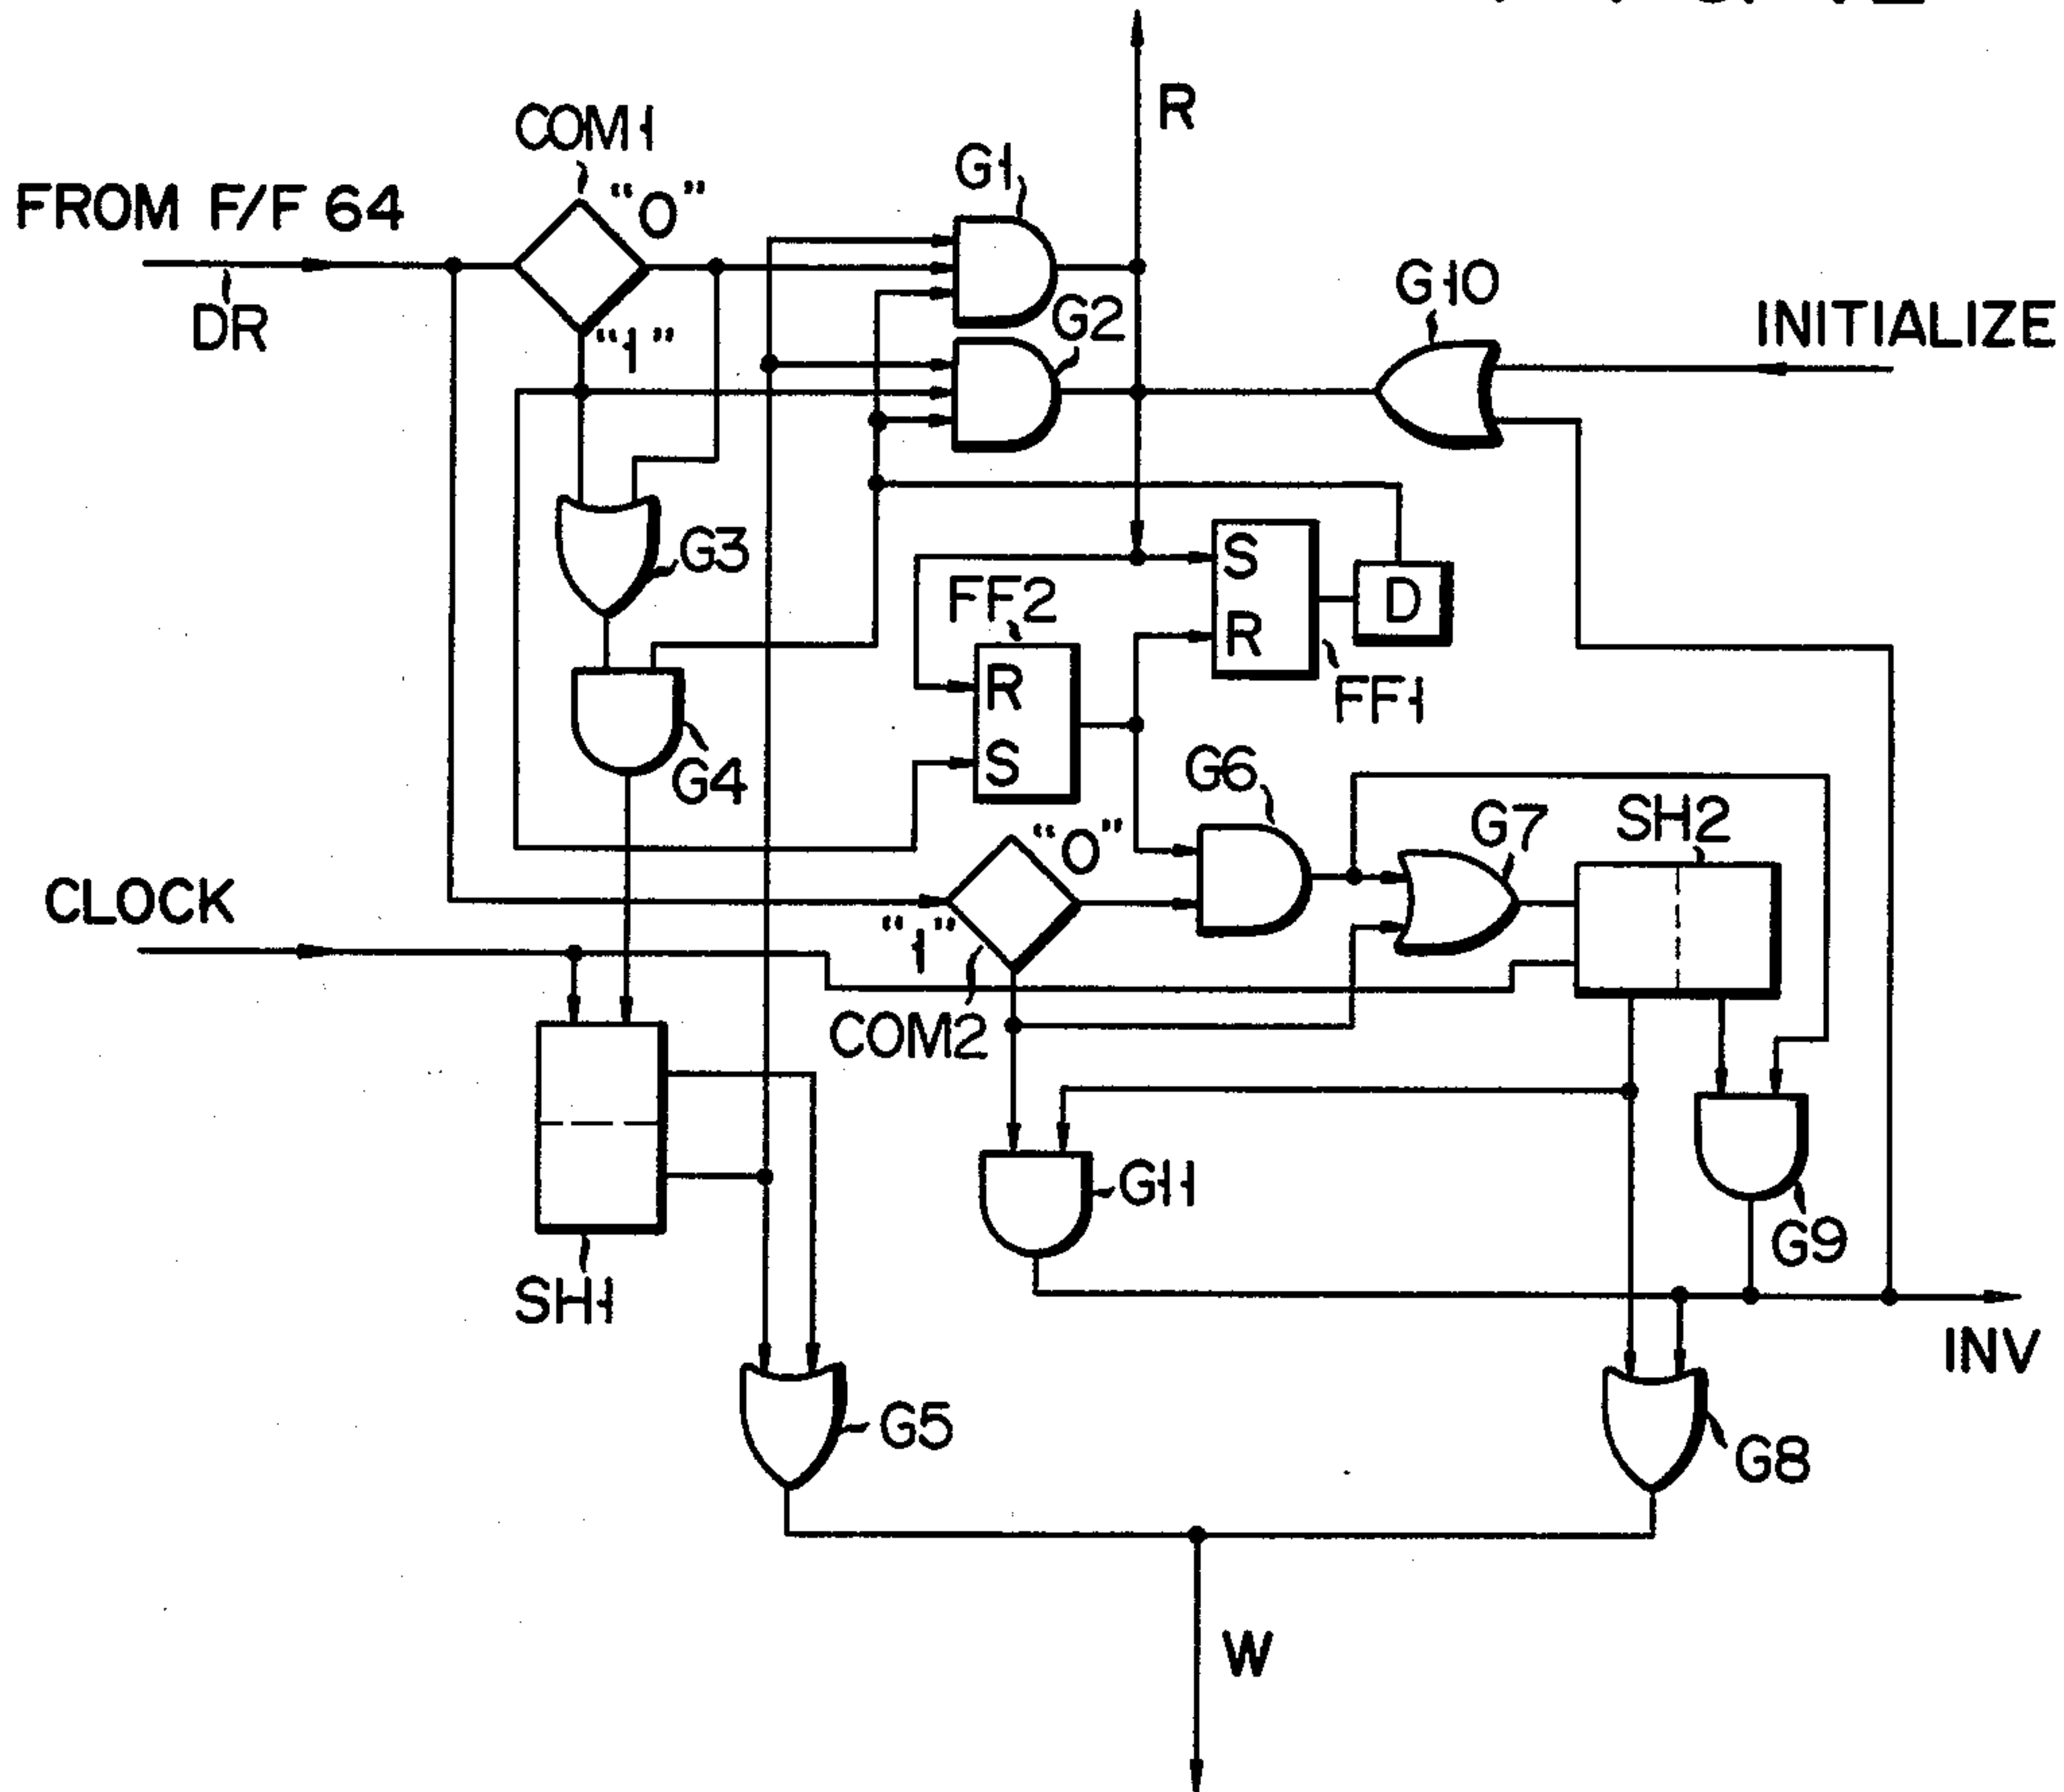 R
COM1
"0"
G1
FROM F/F 64
DR
"1"
G2
G10
INITIALIZE
G3
S
D
FF2
R
R
FF1
S
G4
G6
"0"
G7
SH2
CLOCK
"1"
COM2
G11
G9
SH1
INV
G5
G8
W